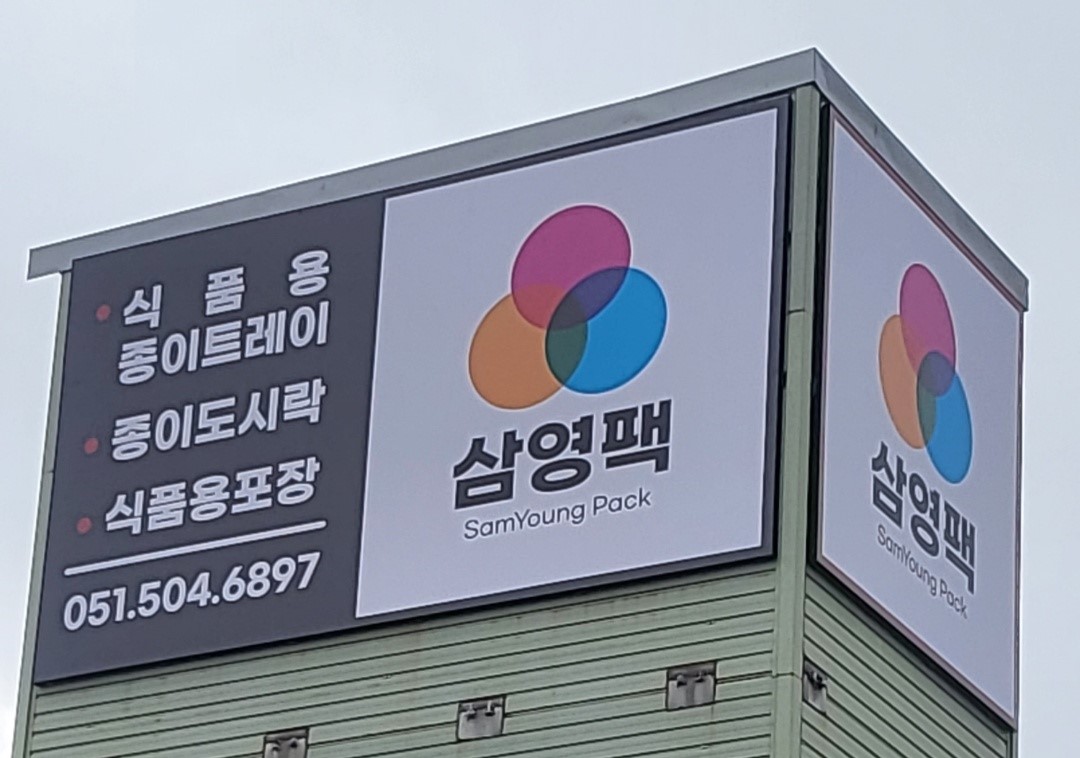 식 품 용
종이트레이
종이도시락
식품용포장
051.504.6897
삼영팩
SamYoung Pack
삼영팩
SamYoung Pack